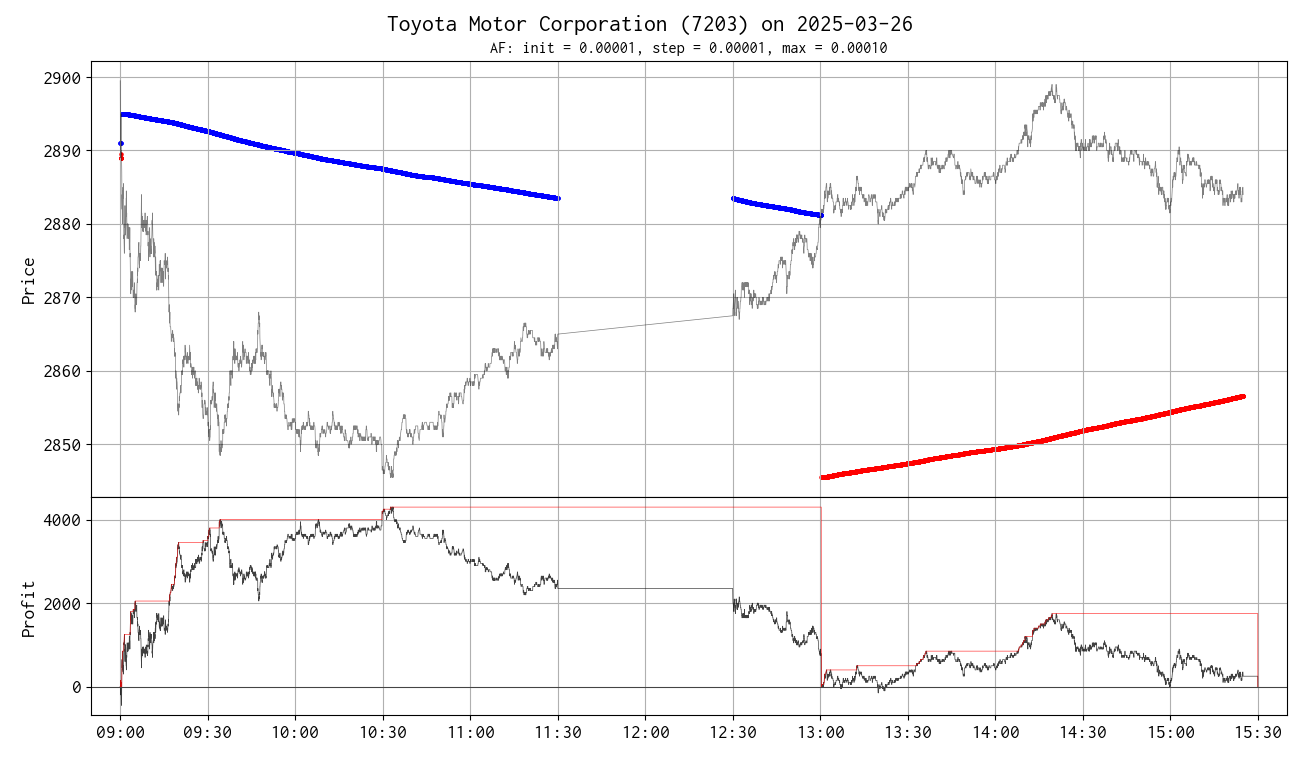 Toyota Motor Corporation (7203) on 2025-03-26
AF: init = 0.00001, step = 0.00001, max = 0.00010
Price
2900
2890
2880
2870
2860
2850
Profit
4000
2000
0
09:00 09:30 10:00 10:30 11:00 11:30 12:00 12:30 13:00 13:30 14:00 14:30 15:00 15:30